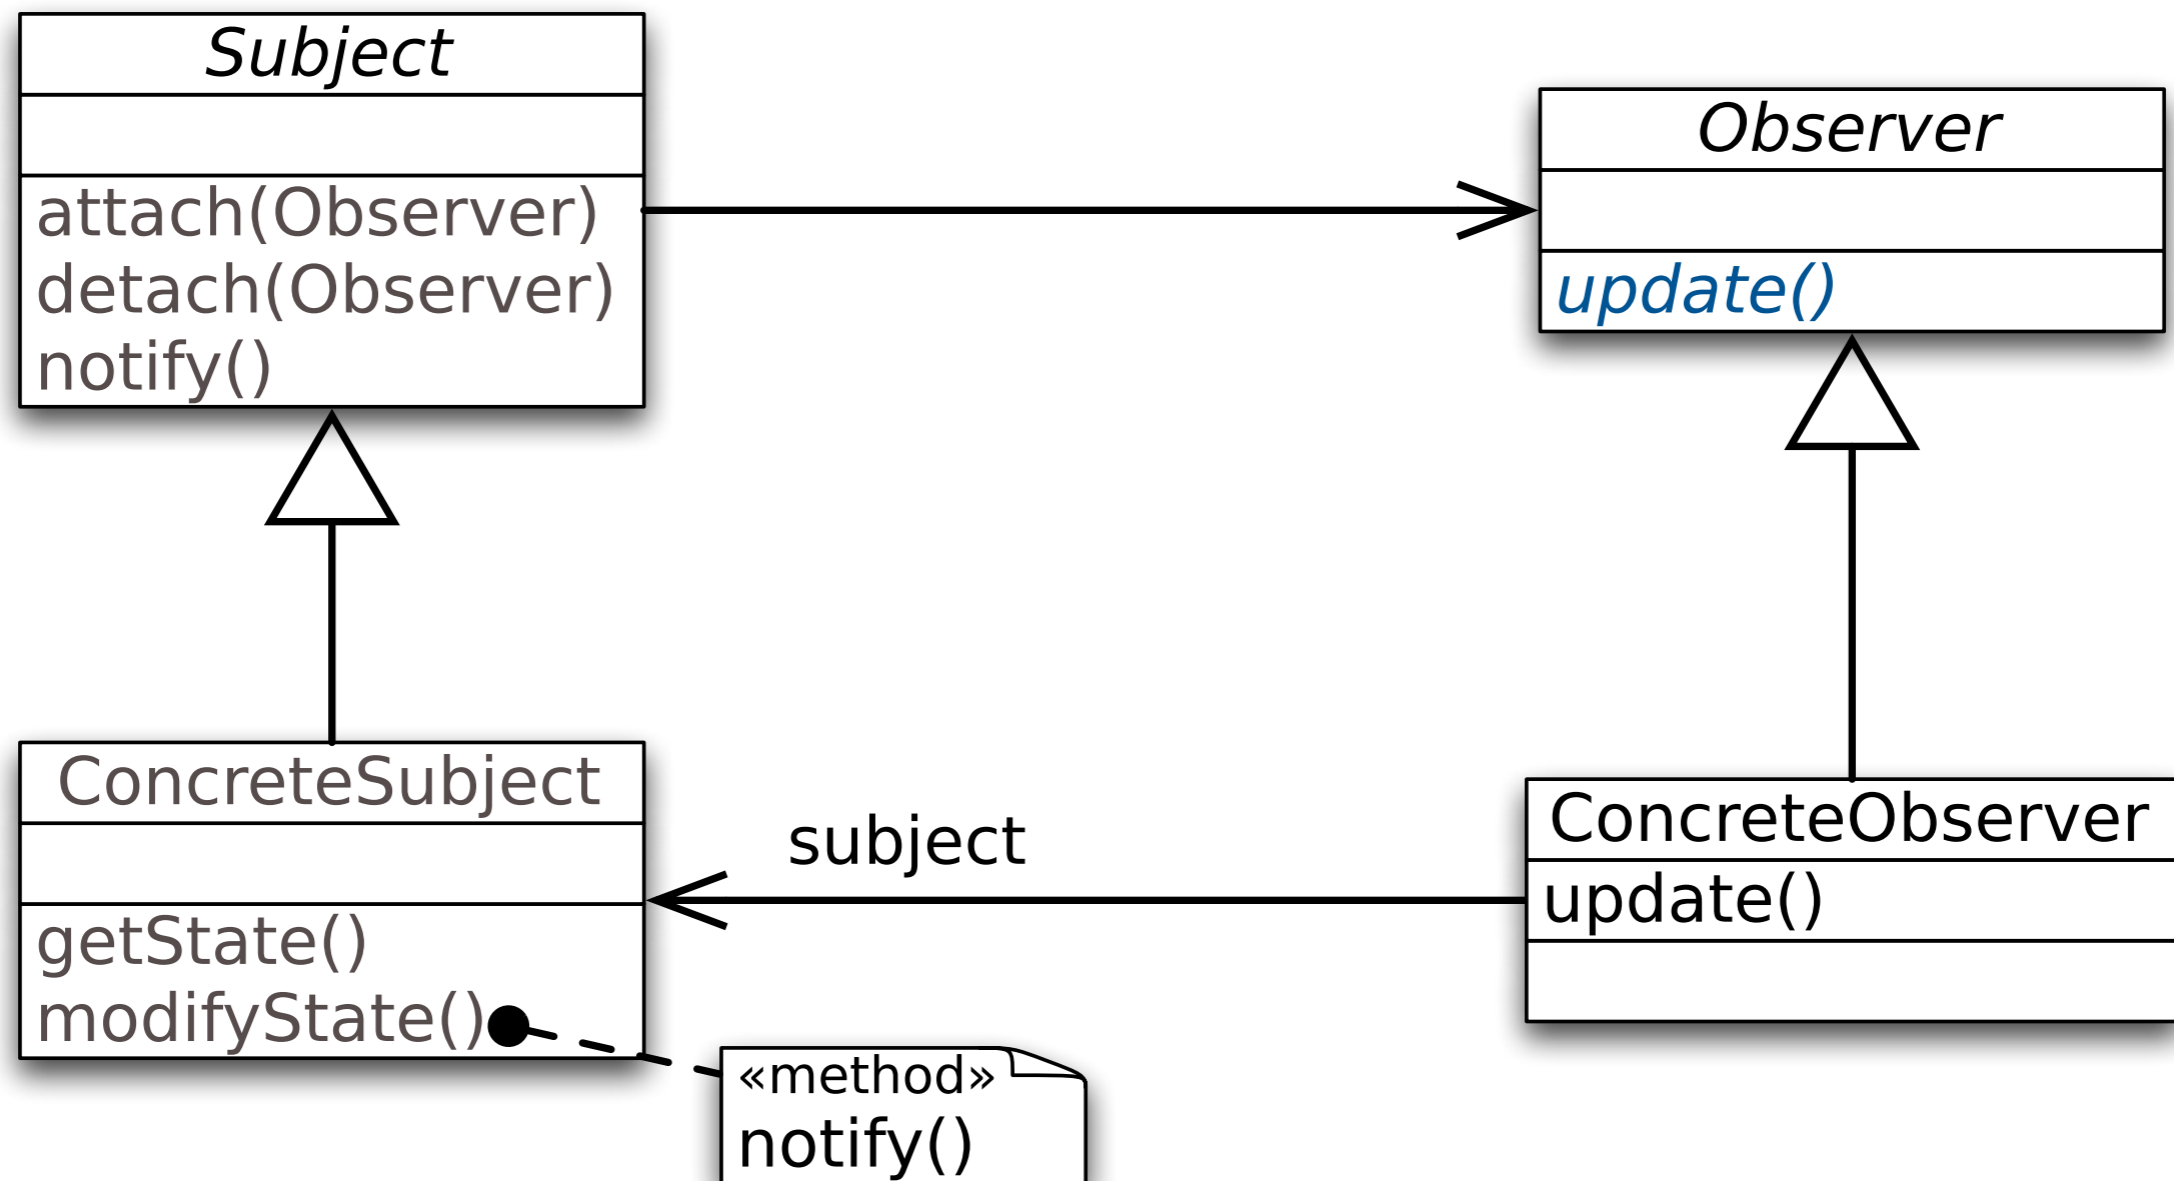 Subject
attach(Observer)
detach(Observer)
notify()
Observer
update()
ConcreteSubject
getState()
modifyState()
subject
ConcreteObserver
update()
«method»
notify()